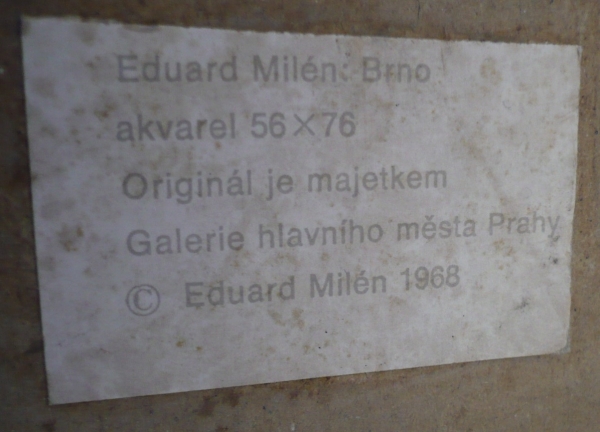 Eduard Milén: Brno
akvarel 56×76
Originál je majetkem
Galerie hlavního města Prahy
© Eduard Milén 1968